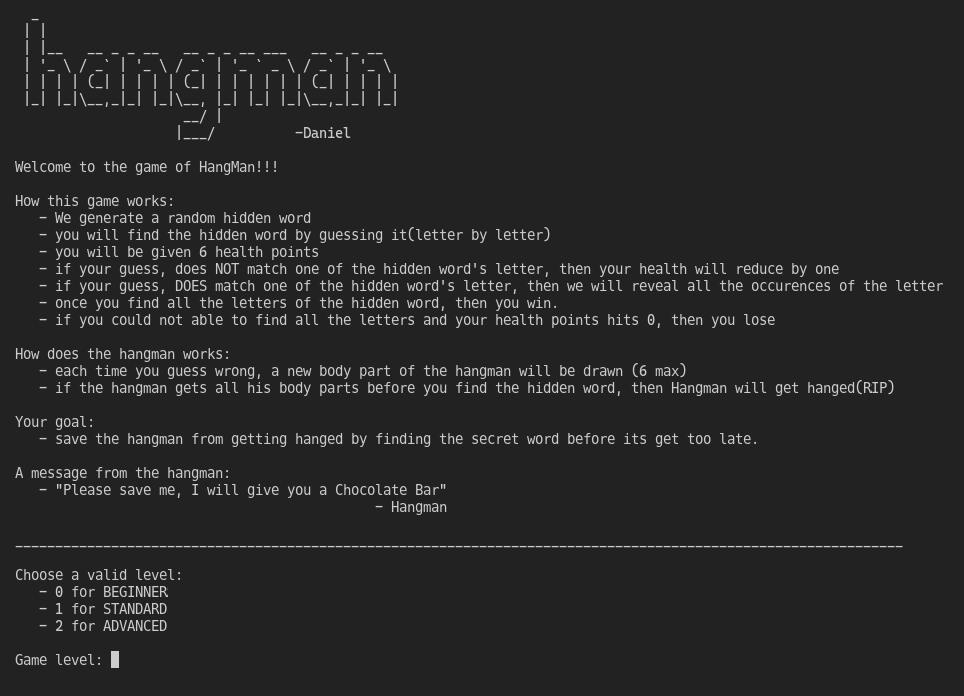 hangman
-Daniel
Welcome to the game of HangMan!!!
How this game works:
- We generate a random hidden word
- you will find the hidden word by guessing it(letter by letter)
- you will be given 6 health points
- if your guess, does NOT match one of the hidden word's letter, then your health will reduce by one
- if your guess, DOES match one of the hidden word's letter, then we will reveal all the occurences of the letter
- once you find all the letters of the hidden word, then you win.
- if you could not able to find all the letters and your health points hits 0, then you lose
How does the hangman works:
- each time you guess wrong, a new body part of the hangman will be drawn (6 max)
- if the hangman gets all his body parts before you find the hidden word, then Hangman will get hanged(RIP)
Your goal:
- save the hangman from getting hanged by finding the secret word before its get too late.
A message from the hangman:
- "Please save me, I will give you a Chocolate Bar"
- Hangman
Choose a valid level:
- 0 for BEGINNER
- 1 for STANDARD
- 2 for ADVANCED
Game level: